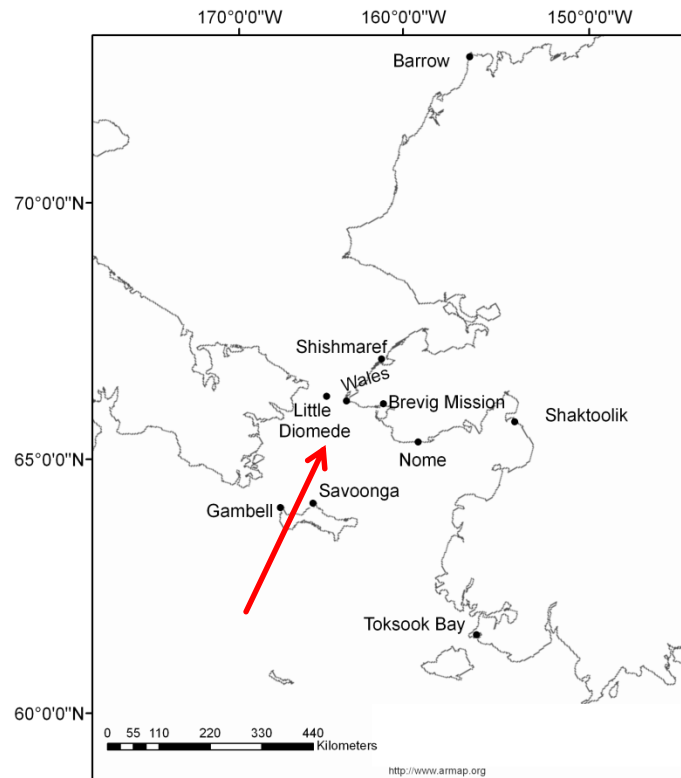 170°0'0"W
160°0'0"W
150°0'0"W
Barrow
70°0'0"N
Shishmaref
Wales
Little
Diomede
Brevig Mission
Shaktoolik
Nome
65°0'0"N
Savoonga
Gambell
Toksook Bay
60°0'0"N
0 55 110 220 330 440
Kilometers
http://www.armap.org